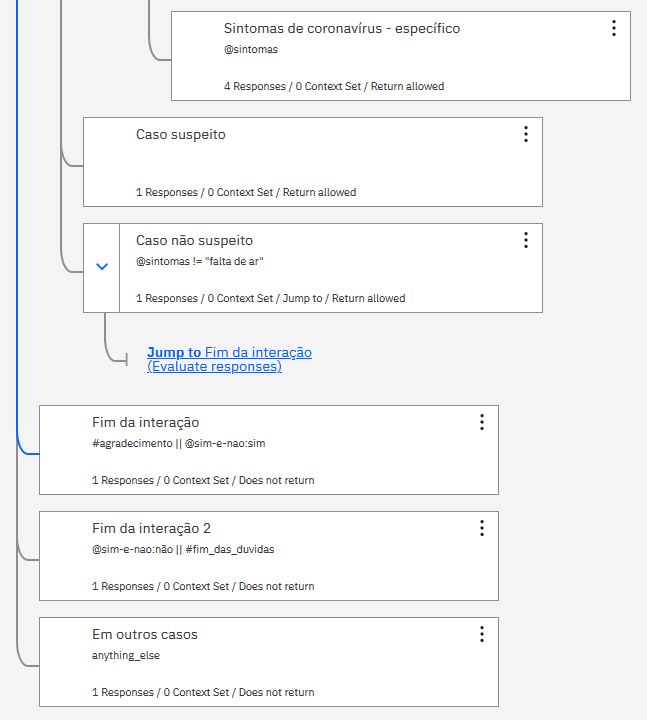 Sintomas de coronavírus - específico
@sintomas
4 Responses / 0 Context Set / Return allowed
Caso suspeito
1 Responses / 0 Context Set / Return allowed
Caso não suspeito
@sintomas != "falta de ar"
1 Responses / 0 Context Set / Jump to / Return allowed
Jump to Fim da interação
(Evaluate responses)
Fim da interação
#agradecimento || @sim-e-nao:sim
1 Responses / 0 Context Set / Does not return
Fim da interação 2
@sim-e-nao:não || #fim_das_duvidas
1 Responses / 0 Context Set / Does not return
Em outros casos
anything_else
1 Responses / 0 Context Set / Does not return